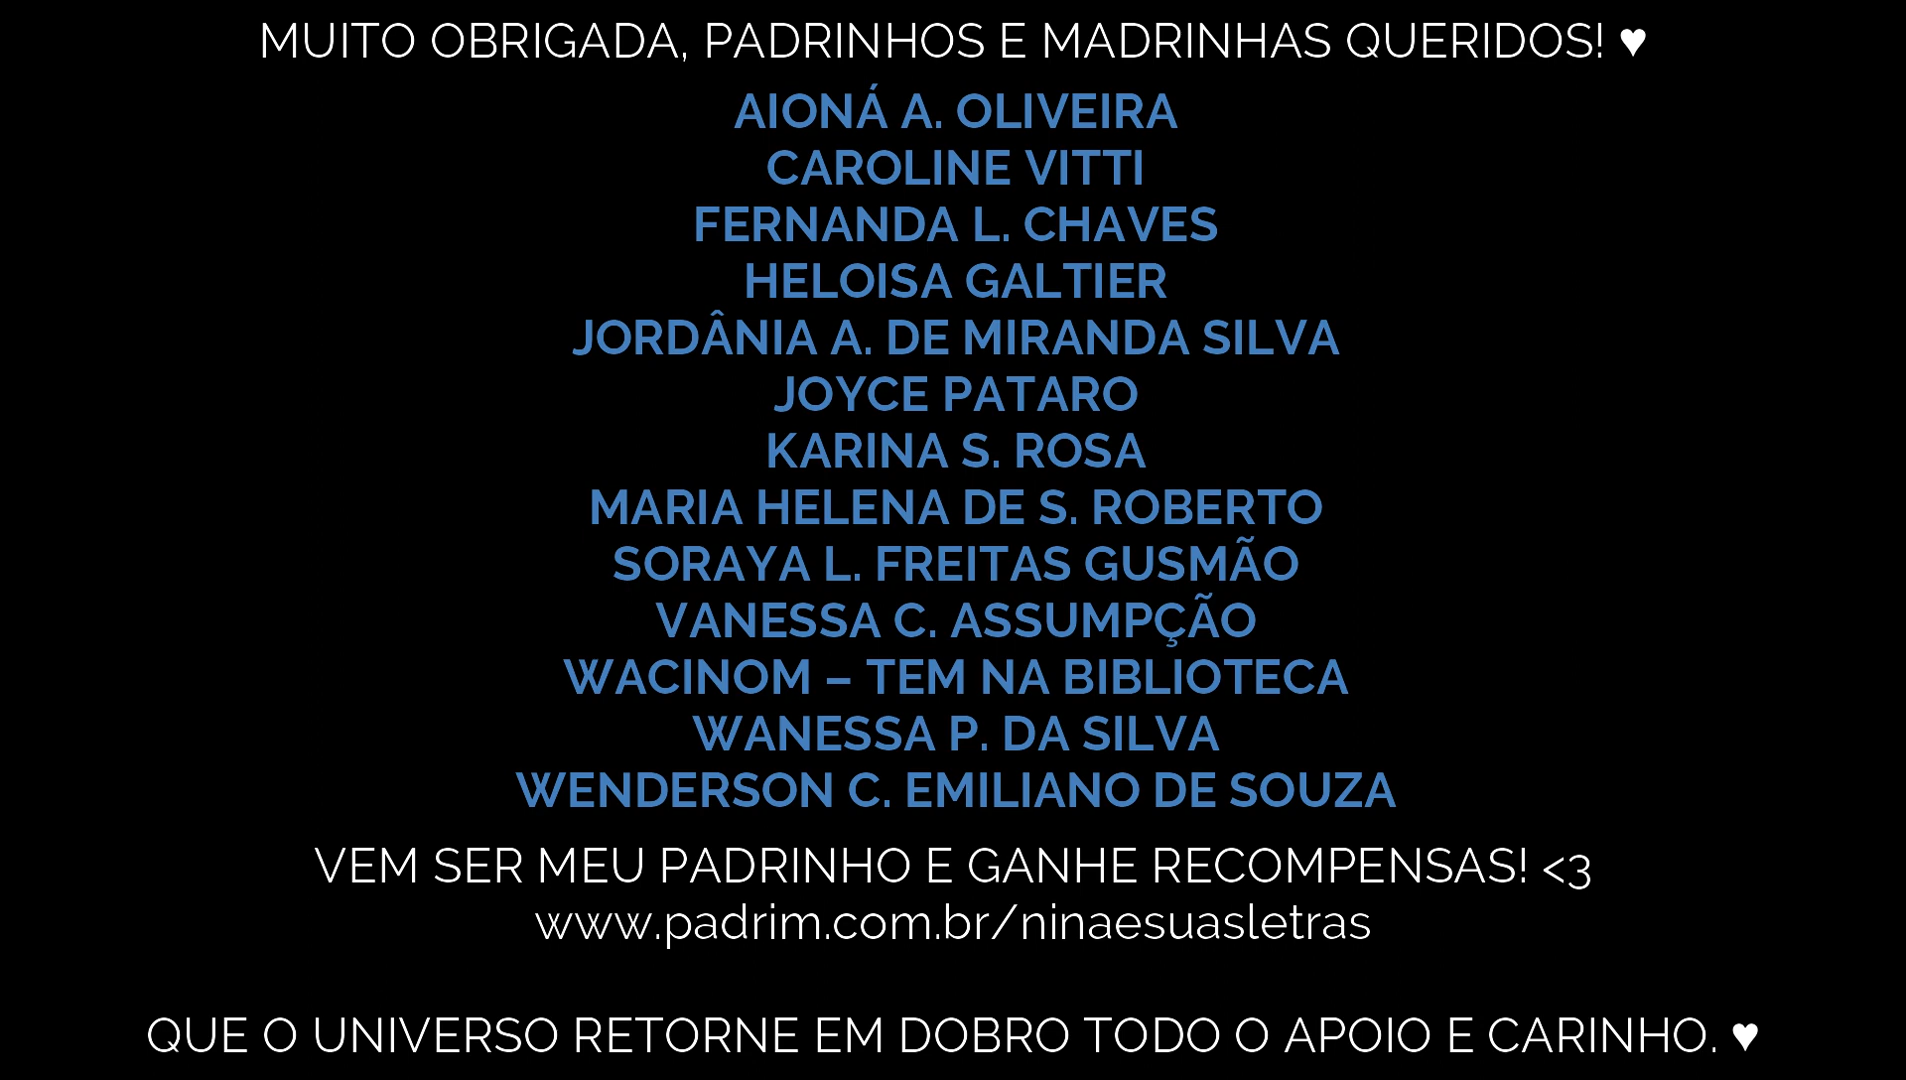 MUITO OBRIGADA, PADRINHOS E MADRINHAS QUERIDOS! ♥
AIONÁ A. OLIVEIRA
CAROLINE VITTI
FERNANDA L. CHAVES
HELOISA GALTIER
JORDÂNIA A. DE MIRANDA SILVA
JOYCE PATARO
KARINA S. ROSA
MARIA HELENA DE S. ROBERTO
SORAYA L. FREITAS GUSMÃO
VANESSA C. ASSUMPÇÃO
WACINOM – TEM NA BIBLIOTECA
WANESSA P. DA SILVA
WENDERSON C. EMILIANO DE SOUZA
VEM SER MEU PADRINHO E GANHE RECOMPENSAS! <3
www.padrim.com.br/ninaesuasletras
QUE O UNIVERSO RETORNE EM DOBRO TODO O APOIO E CARINHO. ♥